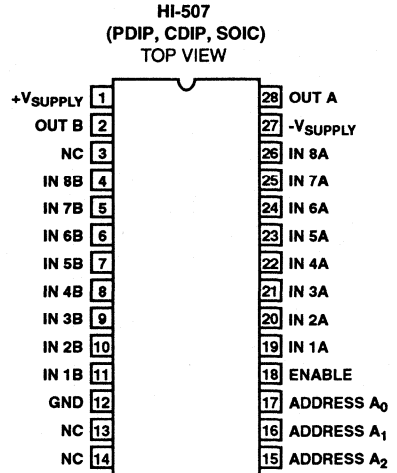 HI-507
(PDIP, CDIP, SOIC)
TOP VIEW
+VSUPPLY 1 28 OUT A
OUT B 2 27 -VSUPPLY
NC 3 26 IN 8A
IN 8B 4 25 IN 7A
IN 7B 5 24 IN 6A
IN 6B 6 23 IN 5A
IN 5B 7 22 IN 4A
IN 4B 8 21 IN 3A
IN 3B 9 20 IN 2A
IN 2B 10 19 IN 1A
IN 1B 11 18 ENABLE
GND 12 17 ADDRESS A0
NC 13 16 ADDRESS A1
NC 14 15 ADDRESS A2